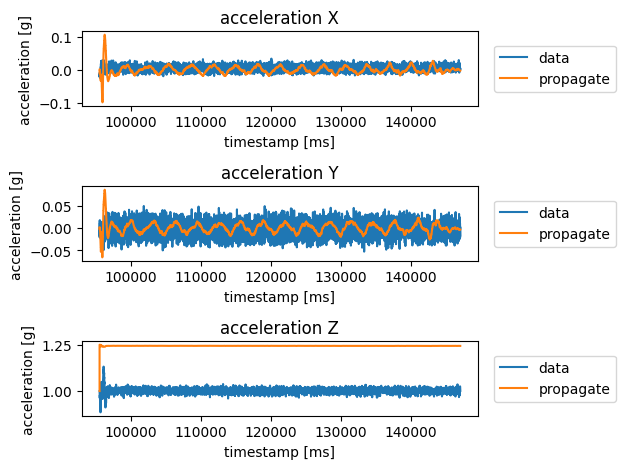 acceleration X
acceleration [g]
0.1
0.0
−0.1
100000 110000 120000 130000 140000
timestamp [ms]
data
propagate
acceleration Y
acceleration [g]
0.05
0.00
−0.05
100000 110000 120000 130000 140000
timestamp [ms]
data
propagate
acceleration Z
acceleration [g]
1.25
1.00
100000 110000 120000 130000 140000
timestamp [ms]
data
propagate